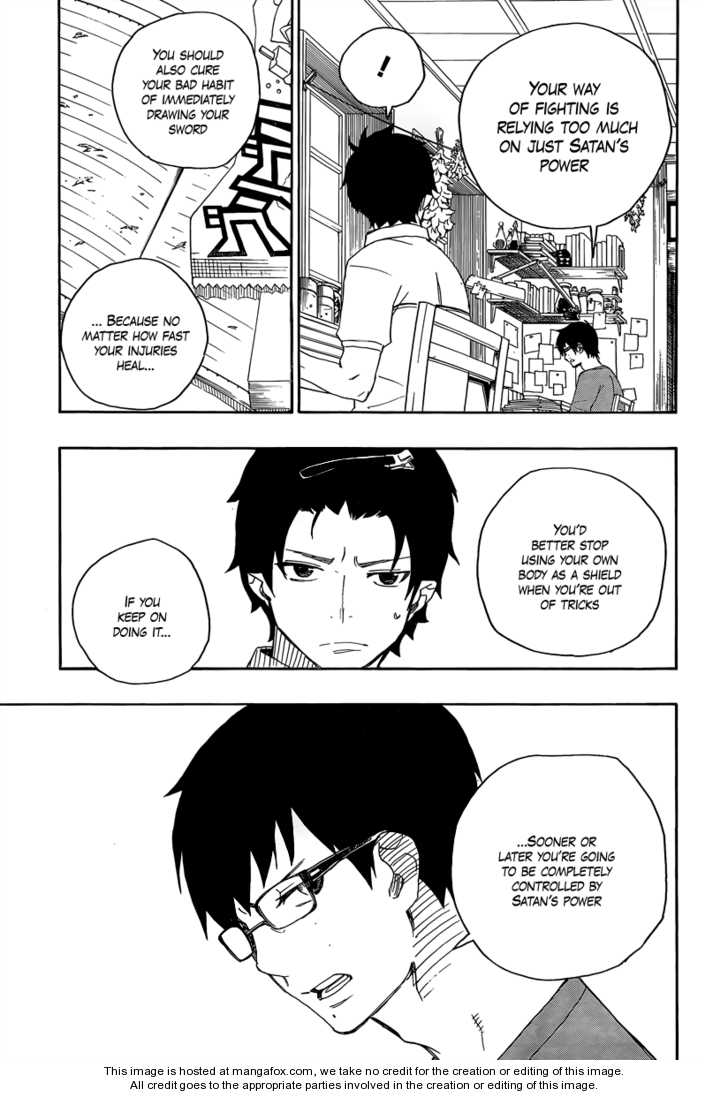 YOUR WAY
OF FIGHTING IS
RELYING TOO MUCH
ON JUST SATAN'S
POWER
!
YOU SHOULD
ALSO CURE
YOUR BAD HABIT
OF IMMEDIATELY
DRAWING YOUR
SWORD
... BECAUSE NO
MATTER HOW FAST
YOUR INJURIES
HEAL...
YOU'D
BETTER STOP
USING YOUR OWN
BODY AS A SHIELD
WHEN YOU'RE OUT
OF TRICKS
IF YOU
KEEP ON
DOING IT...
...SOONER OR
LATER YOU'RE GOING
TO BE COMPLETELY
CONTROLLED BY
SATAN'S POWER
This image is hosted at mangafox.com, we take no credit for the creation or editing of this image.
All credit goes to the appropriate parties involved in the creation or editing of this image.